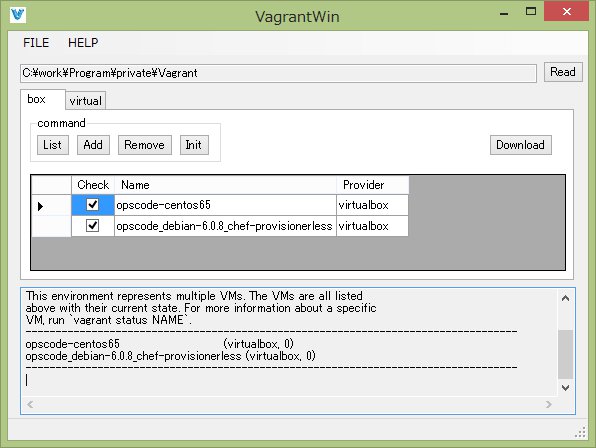 VagrantWin
FILE HELP
C:¥work¥Program¥private¥Vagrant Read
box virtual
command
List Add Remove Init Download
Check Name Provider
opscode-centos65 virtualbox
opscode_debian-6.0.8_chef-provisionerless virtualbox
This environment represents multiple VMs. The VMs are all listed
above with their current state. For more information about a specific
VM, run `vagrant status NAME`.
--------------------------------------------------------------------------------
opscode-centos65 (virtualbox, 0)
opscode_debian-6.0.8_chef-provisionerless (virtualbox, 0)
--------------------------------------------------------------------------------